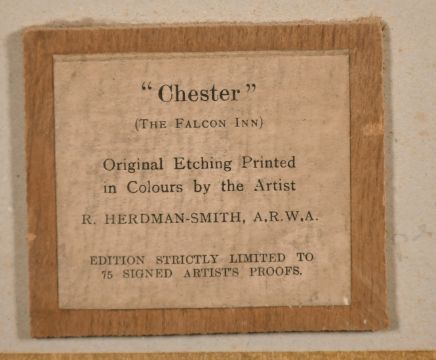 “Chester”
(The Falcon Inn)
Original Etching Printed
in Colours by the Artist
R. HERDMAN-SMITH, A.R.W.A.
EDITION STRICTLY LIMITED TO
75 SIGNED ARTIST'S PROOFS.